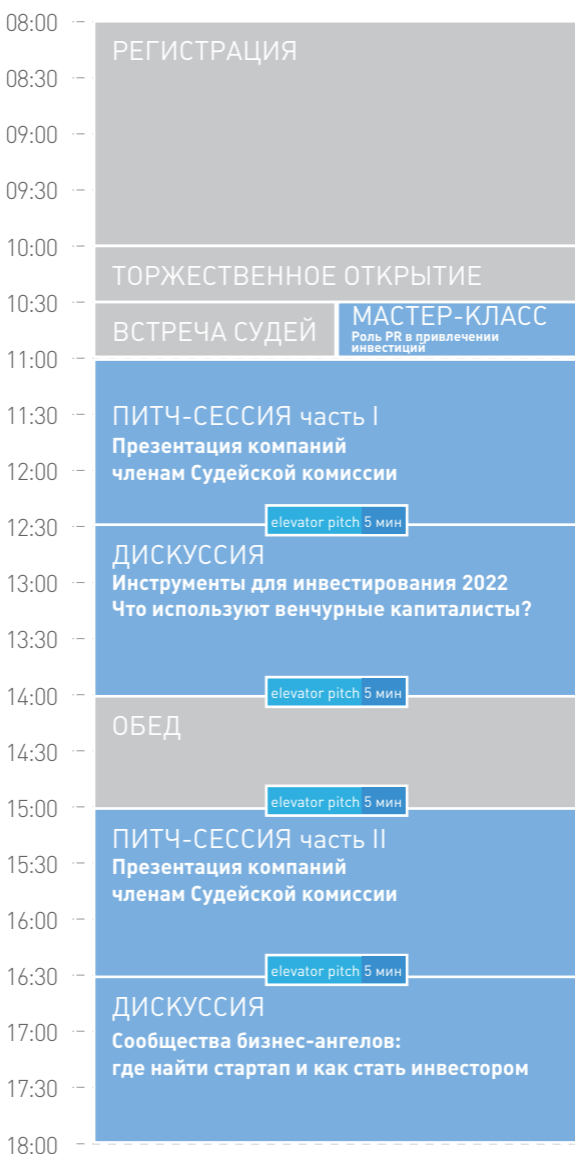 08:00
РЕГИСТРАЦИЯ
08:30
09:00
09:30
10:00
ТОРЖЕСТВЕННОЕ ОТКРЫТИЕ
10:30
ВСТРЕЧА СУДЕЙ
МАСТЕР-КЛАСС
Роль PR в привлечении
инвестиций
11:00
11:30
ПИТЧ-СЕССИЯ часть I
Презентация компаний
членам Судейской комиссии
12:00
elevator pitch 5 мин
12:30
ДИСКУССИЯ
Инструменты для инвестирования 2022
Что используют венчурные капиталисты?
13:00
13:30
elevator pitch 5 мин
14:00
ОБЕД
14:30
elevator pitch 5 мин
15:00
ПИТЧ-СЕССИЯ часть II
Презентация компаний
членам Судейской комиссии
15:30
16:00
elevator pitch 5 мин
16:30
ДИСКУССИЯ
Сообщества бизнес-ангелов:
где найти стартап и как стать инвестором
17:00
17:30
18:00